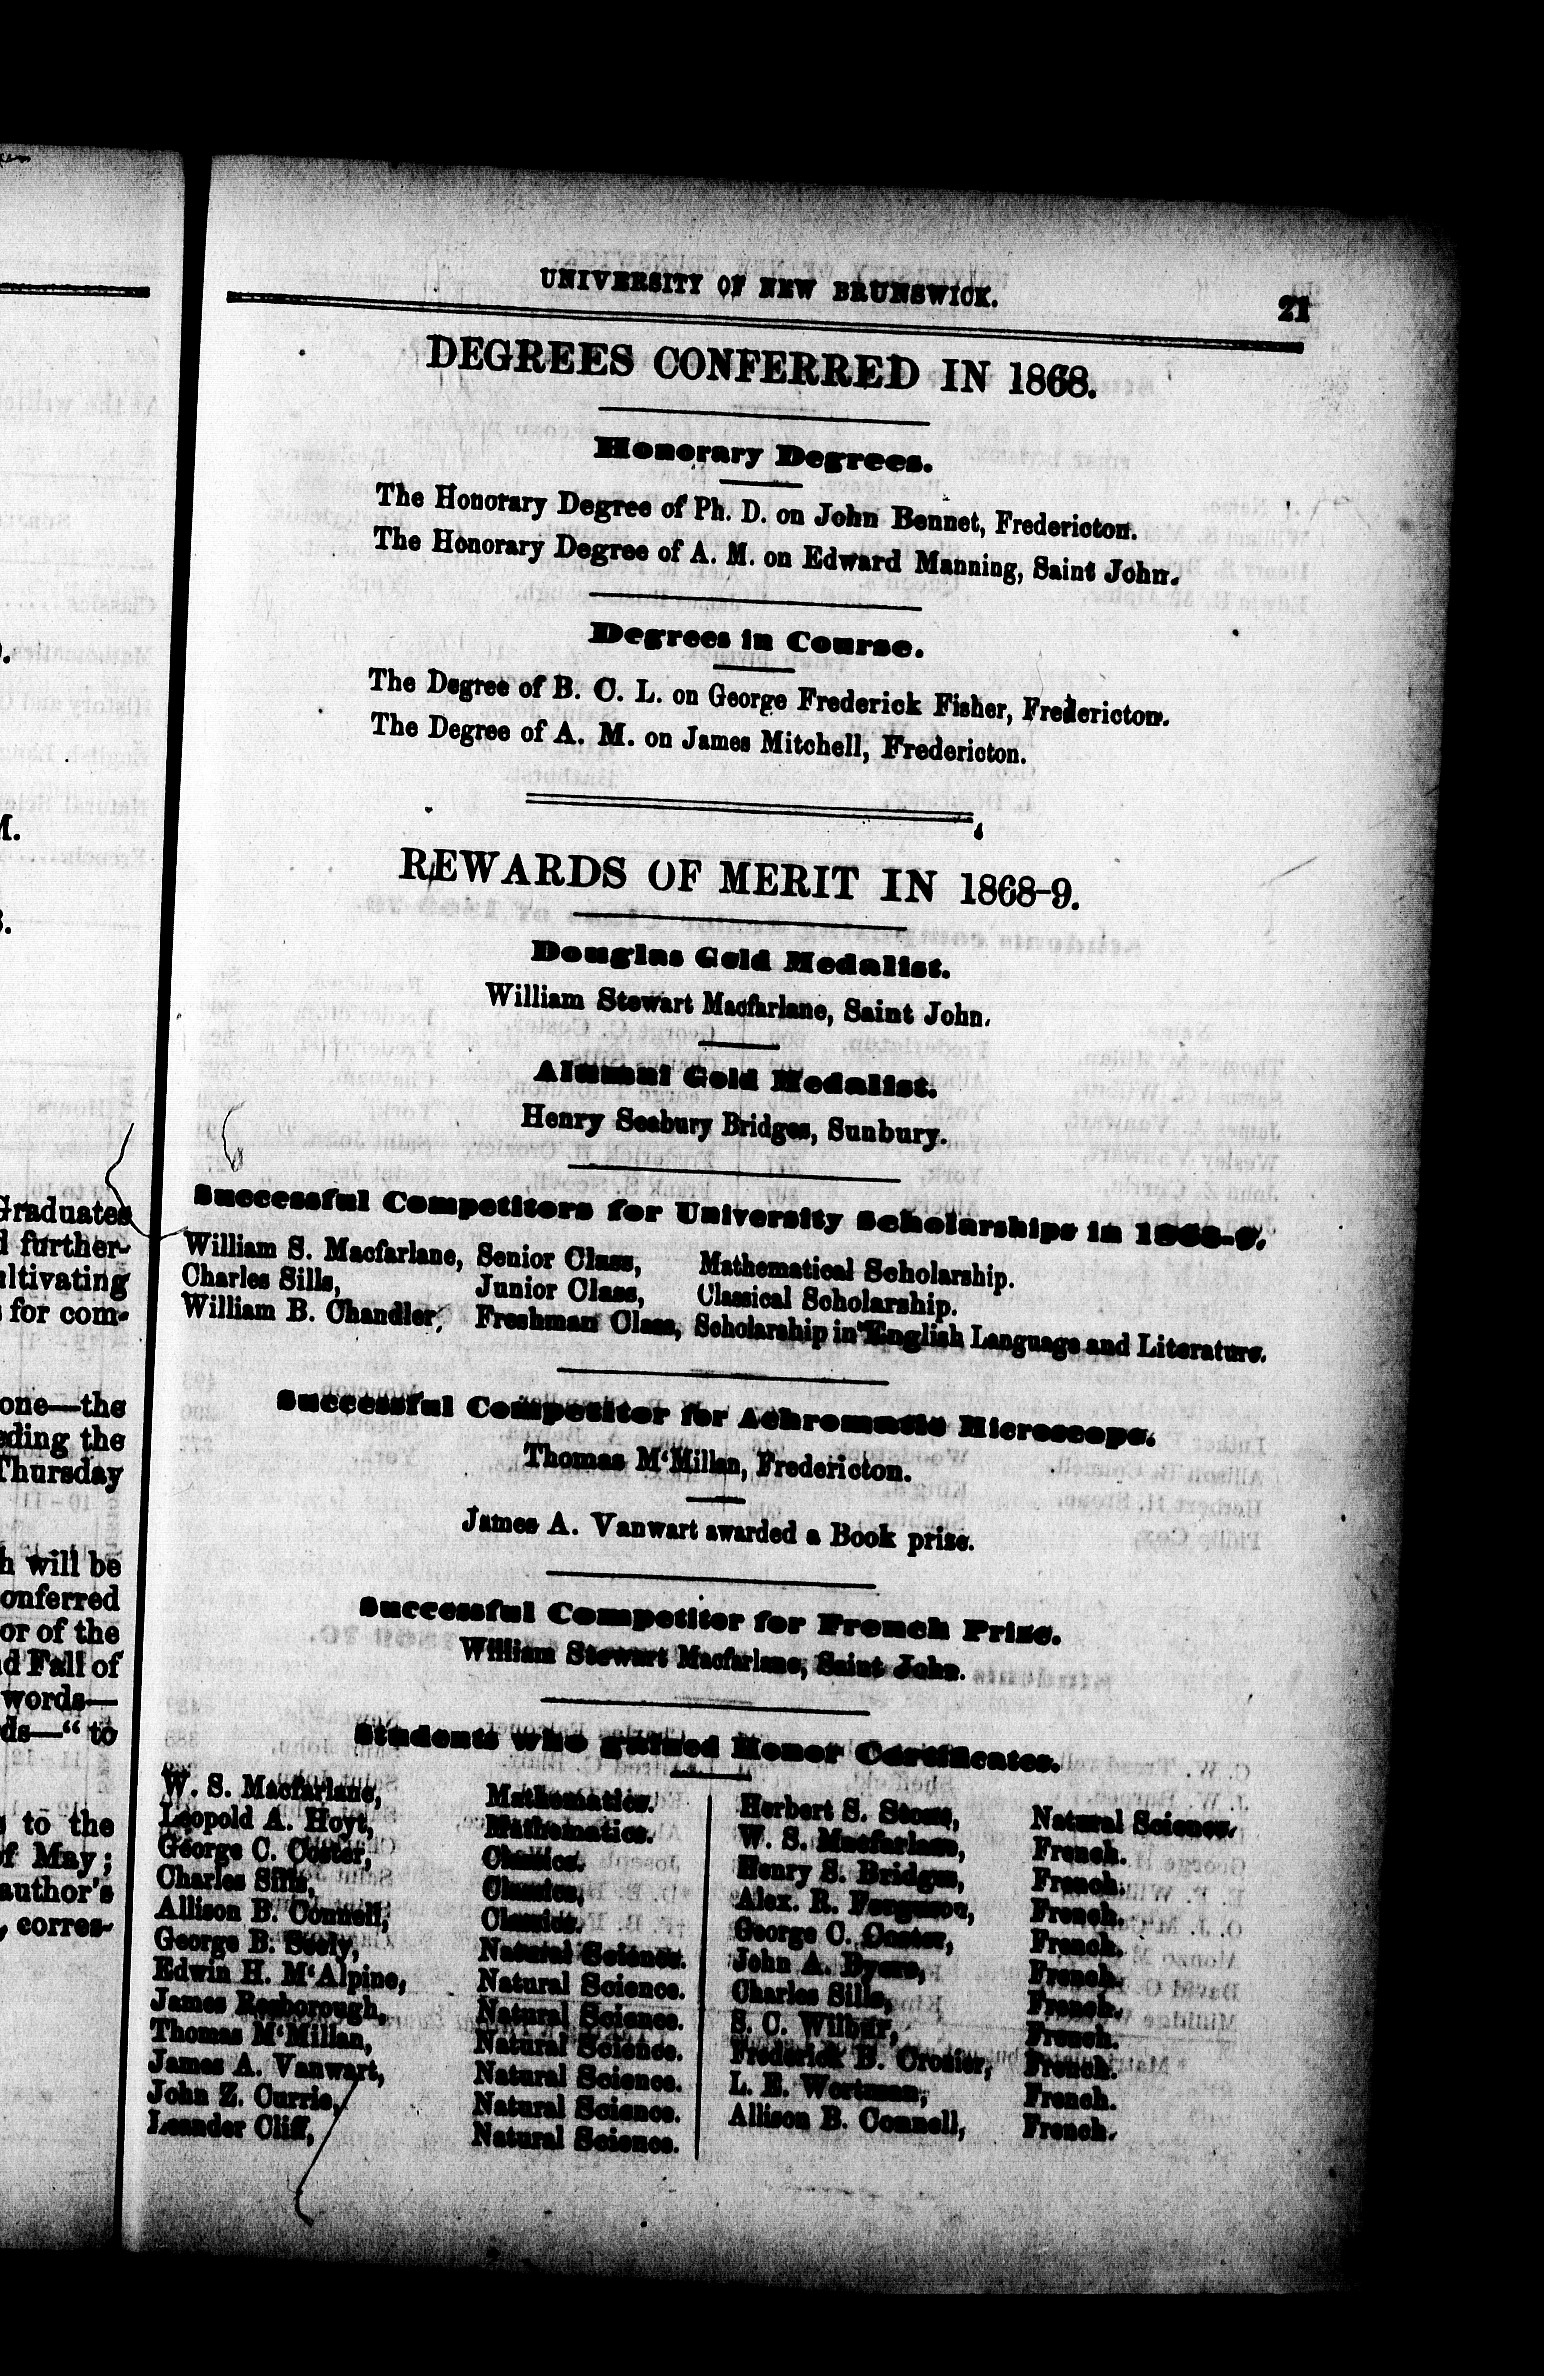 UNIVERSITY OF NEW BRUNSWICK. 21
DEGREES CONFERRED IN 1868.
Honorary Degrees.
The Honorary Degree of Ph. D. on John Bennet, Fredericton.
The Honorary Degree of A. M. on Edward Manning, Saint John.
Degrees in Course.
The Degree of B. C. L. on George Frederick Fisher, Fredericton.
The Degree of A. M. on James Mitchell, Fredericton.
REWARDS OF MERIT IN 1868-9.
Douglas Gold Medalist.
William Stewart Macfarlane, Saint John.
Alumni Gold Medalist.
Henry Seabury Bridges, Sunbury.
Successful Competitors for University Scholarships in 1868-9.
William S. Macfarlane, Senior Class, Mathematical Scholarship.
Charles Sills, Junior Class, Classical Scholarship.
William B. Chandler, Freshman Class, Scholarship in English Language and Literature.
Successful Competitor for Achromatic Microscope.
Thomas M‘Millan, Fredericton.
James A. Vanwart awarded a Book prize.
Successful Competitor for French Prize.
William Stewart Macfarlane, Saint John.
Students who gained Honor Certificates.
W. S. Macfarlane, Mathematics.
Leopold A. Hoyt, Mathematics.
George C. Coster, Classics.
Charles Sills, Classics.
Allison B. Connell, Classics.
George B. Seely, Natural Science.
Edwin H. M‘Alpine, Natural Science.
James Rosborough, Natural Science.
Thomas M‘Millan, Natural Science.
James A. Vanwart, Natural Science.
John Z. Currie, Natural Science.
Leander Cliff, Natural Science.
Herbert S. Stone, Natural Science.
W. S. Macfarlane, French.
Henry S. Bridges, French.
Alex. R. Ferguson, French.
George C. Coster, French.
John A. Byers, French.
Charles Sills, French.
S. C. Wilbur, French.
Frederick B. Crosier, French.
L. E. Wortman, French.
Allison B. Connell, French.
Graduates
further-
ltivating
for com-
one—the
eding the
Thursday
will be
onferred
or of the
Fall of
words—
ds—“ to
to the
May ;
author's
corres-